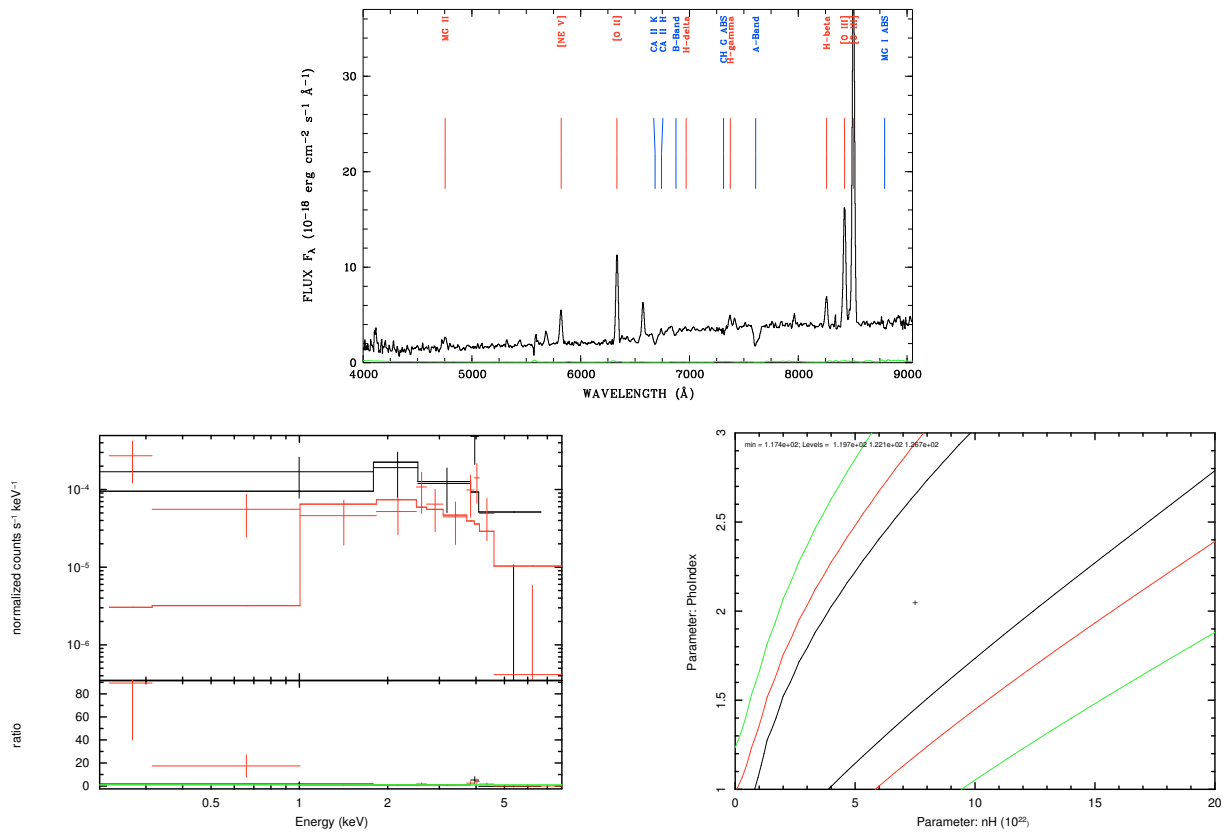 MG II
[NE V]
[O II]
CA II K
CA II H
B-Band
H-delta
CH G ABS
H-gamma
A-Band
H-beta
[O III]
[O III]
MG I ABS
30
20
10
0
FLUX Fλ (10⁻¹⁸ erg cm⁻² s⁻¹ Å⁻¹)
4000 5000 6000 7000 8000 9000
WAVELENGTH (Å)
10⁻⁴
10⁻⁵
10⁻⁶
normalized counts s⁻¹ keV⁻¹
80
60
40
20
0
ratio
0.5 1 2 5
Energy (keV)
min = 1.174e+02; Levels = 1.197e+02 1.221e+02 1.267e+02
3
2.5
2
1.5
1
Parameter: PhoIndex
0 5 10 15 20
Parameter: nH (10²²)